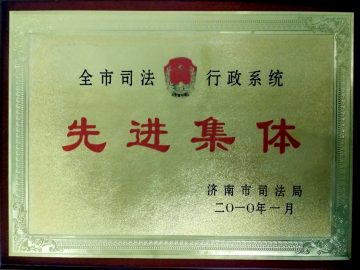 全市司法 行政系统
先进集体
济南市司法局
二〇一〇年一月